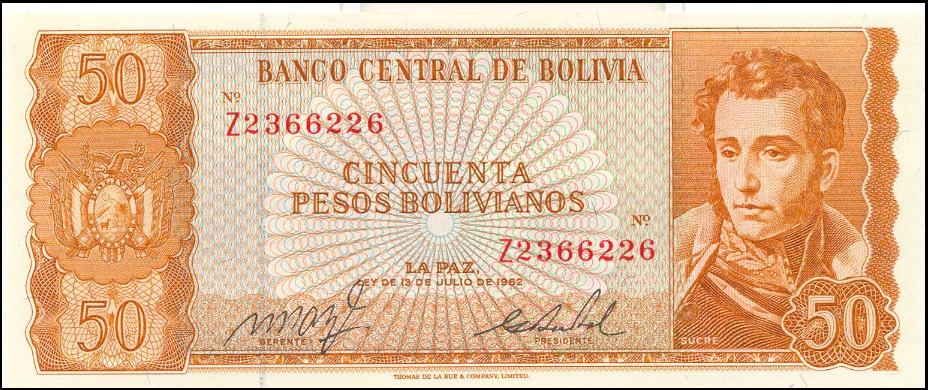 50
BANCO CENTRAL DE BOLIVIA
Nº
Z2366226
CINCUENTA
PESOS BOLIVIANOS
Nº
Z2366226
LA PAZ,
LEY DE 13 DE JULIO DE 1962
50
GERENTE
PRESIDENTE
SUCRE
50
THOMAS DE LA RUE & COMPANY, LIMITED.